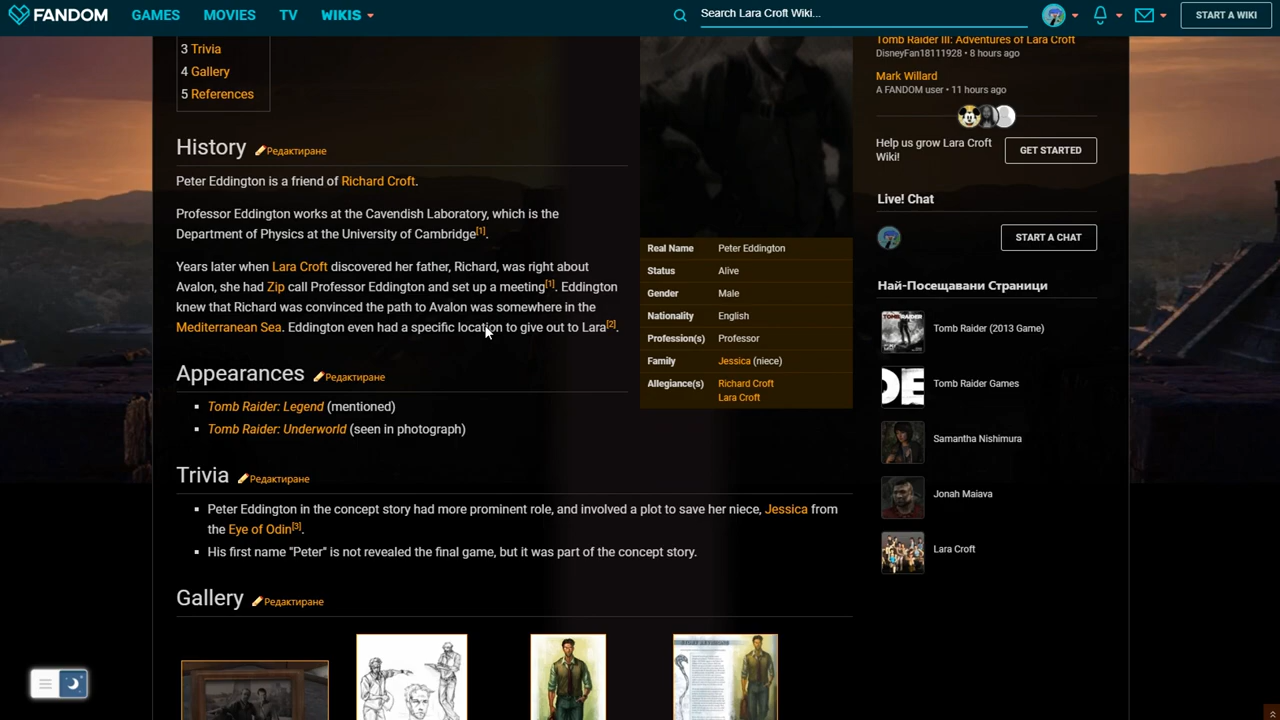 FANDOM GAMES MOVIES TV WIKIS Search Lara Croft Wiki... START A WIKI
3 Trivia
4 Gallery
5 References
History Редактиране
Peter Eddington is a friend of Richard Croft.
Professor Eddington works at the Cavendish Laboratory, which is the
Department of Physics at the University of Cambridge[1].
Years later when Lara Croft discovered her father, Richard, was right about
Avalon, she had Zip call Professor Eddington and set up a meeting[1]. Eddington
knew that Richard was convinced the path to Avalon was somewhere in the
Mediterranean Sea. Eddington even had a specific location to give out to Lara[2].
Appearances Редактиране
Tomb Raider: Legend (mentioned)
Tomb Raider: Underworld (seen in photograph)
Real Name Peter Eddington
Status Alive
Gender Male
Nationality English
Profession(s) Professor
Family Jessica (niece)
Allegiance(s) Richard Croft
Lara Croft
Trivia Редактиране
Peter Eddington in the concept story had more prominent role, and involved a plot to save her niece, Jessica from
the Eye of Odin[3].
His first name "Peter" is not revealed the final game, but it was part of the concept story.
Gallery Редактиране
Tomb Raider III: Adventures of Lara Croft
DisneyFan18111928 • 8 hours ago
Mark Willard
A FANDOM user • 11 hours ago
Help us grow Lara Croft
Wiki!
GET STARTED
Live! Chat
START A CHAT
Най-Посещавани Страници
Tomb Raider (2013 Game)
Tomb Raider Games
Samantha Nishimura
Jonah Maiava
Lara Croft